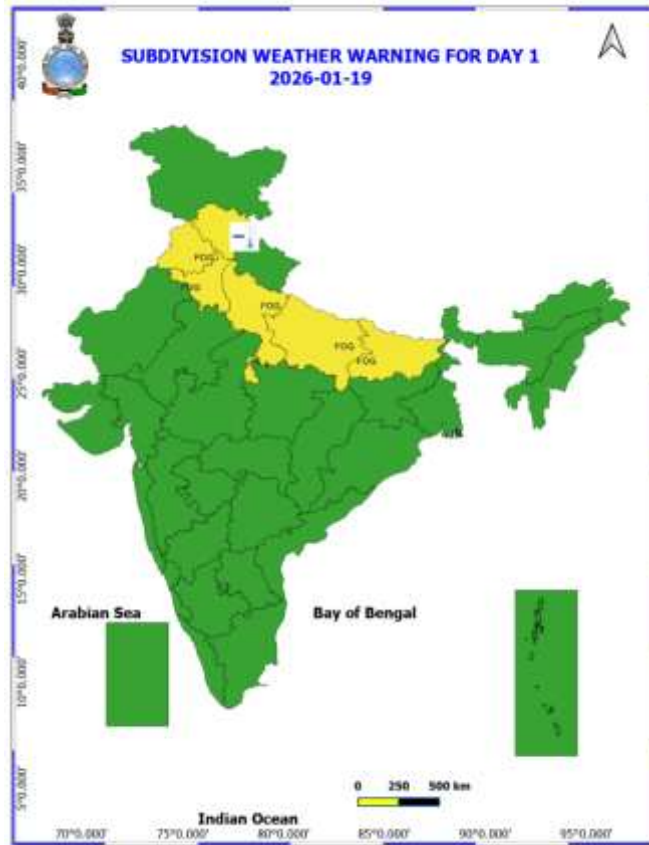 SUBDIVISION WEATHER WARNING FOR DAY 1
2026-01-19
40°0.000'
35°0.000'
30°0.000'
25°0.000'
20°0.000'
15°0.000'
10°0.000'
5°0.000'
FOG
FOG
FOG
FOG
FOG
Arabian Sea
Bay of Bengal
0 250 500 km
Indian Ocean
70°0.000' 75°0.000' 80°0.000' 85°0.000' 90°0.000' 95°0.000'